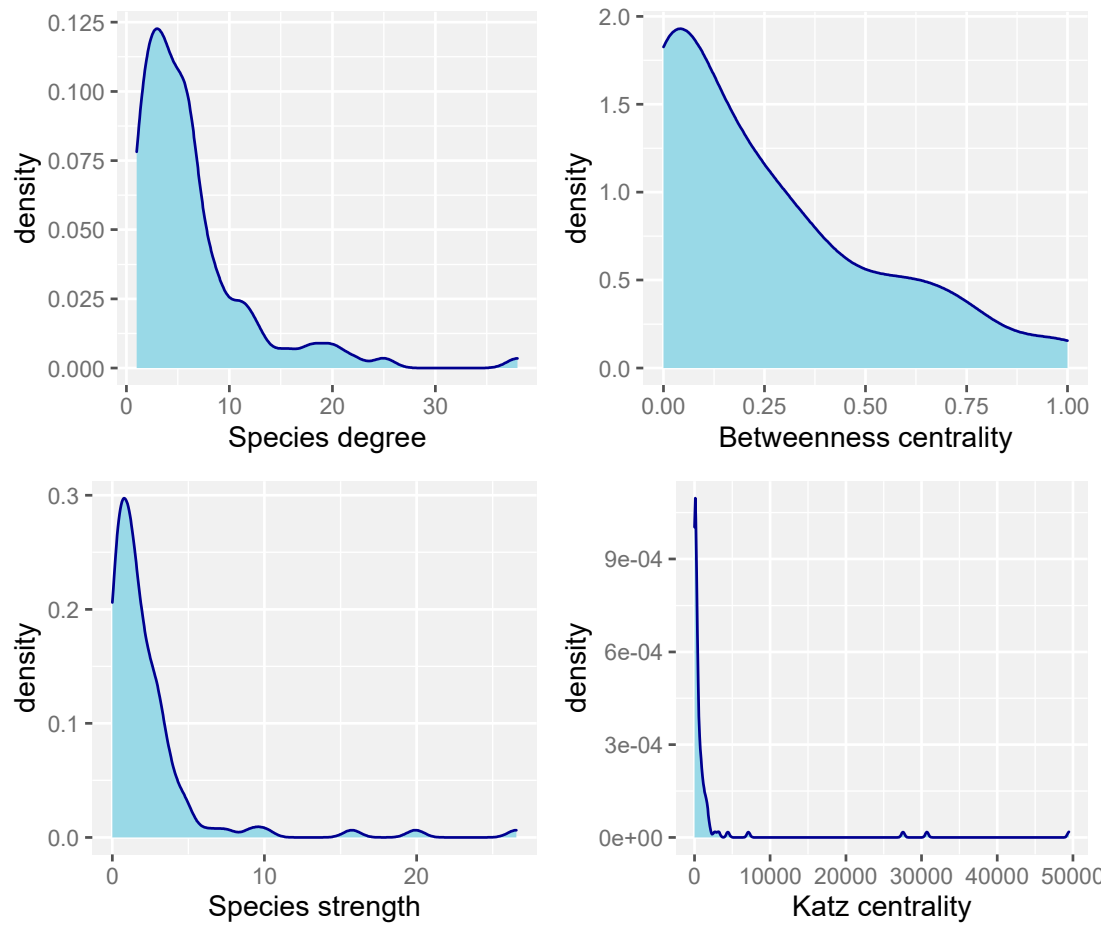 0.125
0.100
0.075
0.050
0.025
0.000
density
0 10 20 30
Species degree
2.0
1.5
1.0
0.5
0.0
density
0.00 0.25 0.50 0.75 1.00
Betweenness centrality
0.3
0.2
0.1
0.0
density
0 10 20
Species strength
9e-04
6e-04
3e-04
0e+00
density
0 10000 20000 30000 40000 50000
Katz centrality